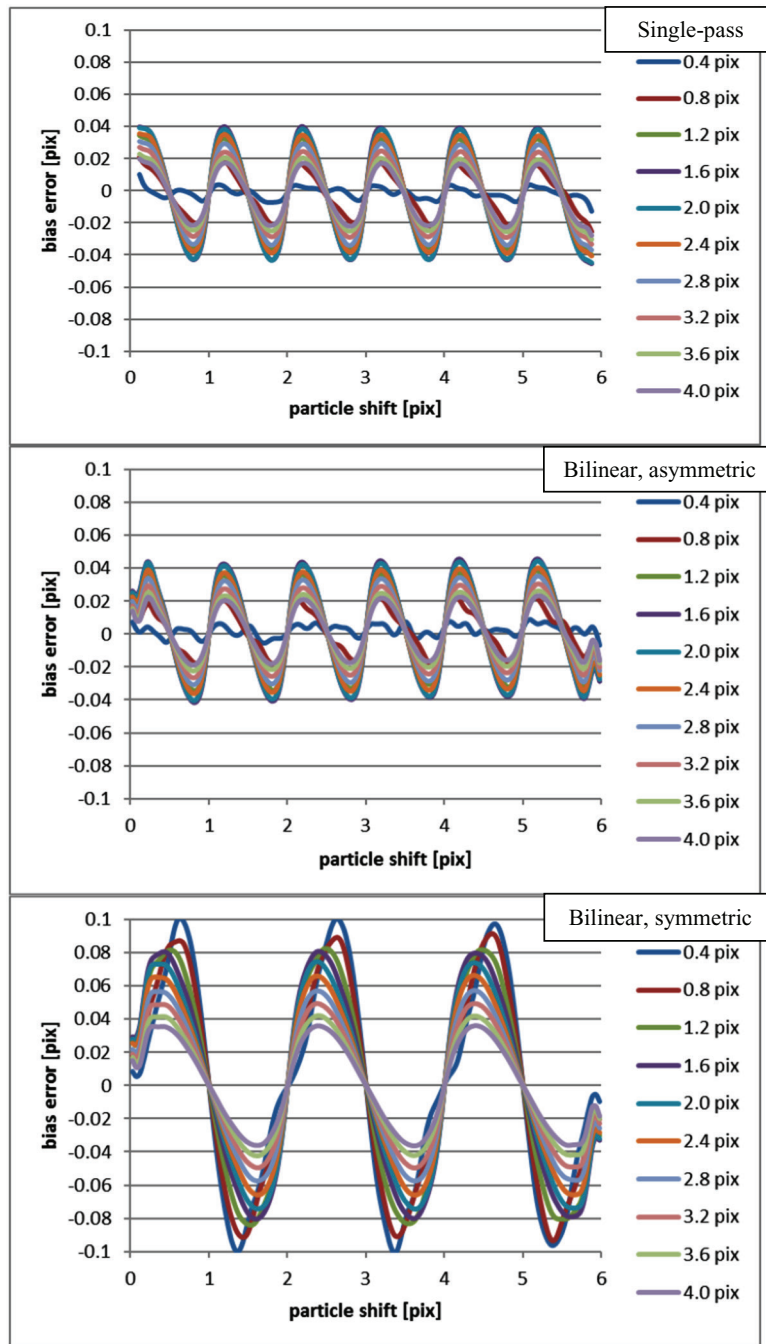 Single-pass
0.1
0.08
0.06
0.04
0.02
0
-0.02
-0.04
-0.06
-0.08
-0.1
bias error [pix]
0 1 2 3 4 5 6
particle shift [pix]
0.4 pix
0.8 pix
1.2 pix
1.6 pix
2.0 pix
2.4 pix
2.8 pix
3.2 pix
3.6 pix
4.0 pix
Bilinear, asymmetric
0.1
0.08
0.06
0.04
0.02
0
-0.02
-0.04
-0.06
-0.08
-0.1
bias error [pix]
0 1 2 3 4 5 6
particle shift [pix]
0.4 pix
0.8 pix
1.2 pix
1.6 pix
2.0 pix
2.4 pix
2.8 pix
3.2 pix
3.6 pix
4.0 pix
Bilinear, symmetric
0.1
0.08
0.06
0.04
0.02
0
-0.02
-0.04
-0.06
-0.08
-0.1
bias error [pix]
0 1 2 3 4 5 6
particle shift [pix]
0.4 pix
0.8 pix
1.2 pix
1.6 pix
2.0 pix
2.4 pix
2.8 pix
3.2 pix
3.6 pix
4.0 pix